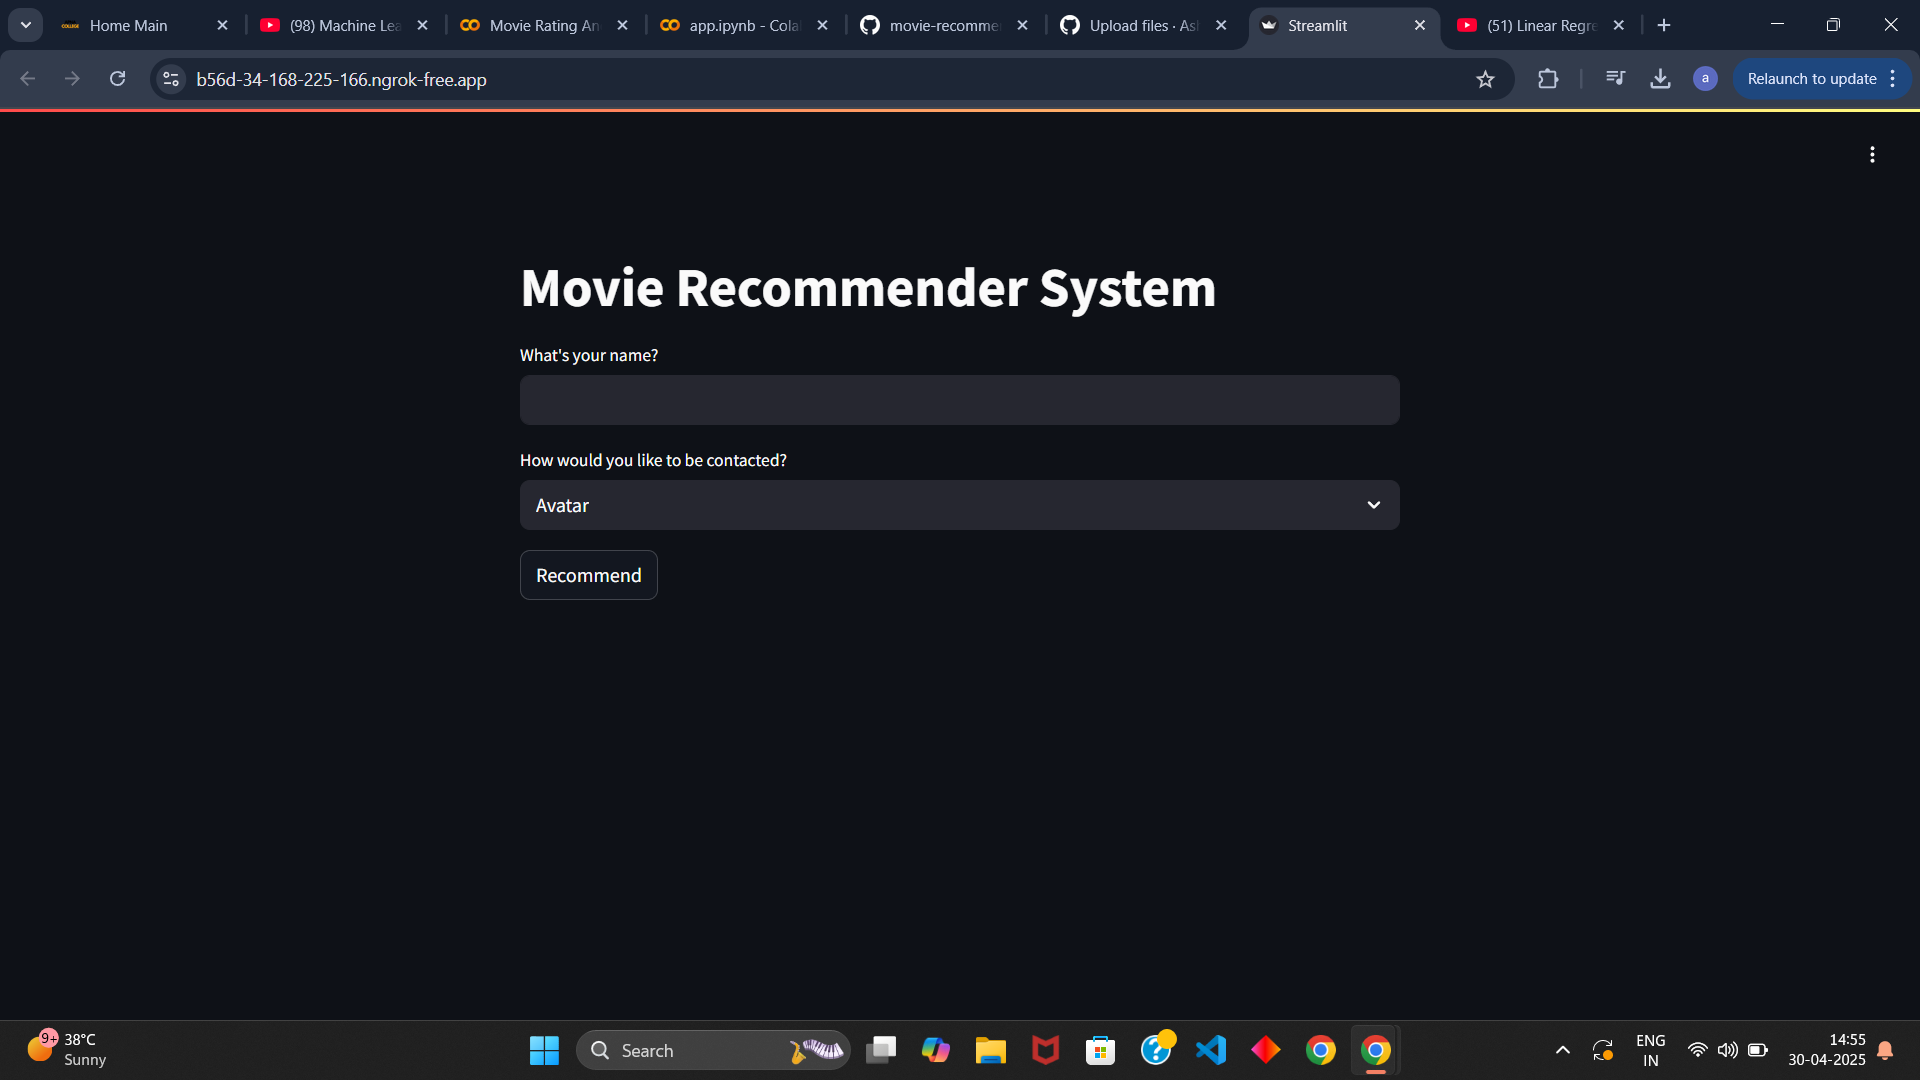 Home Main
(98) Machine Lea
Movie Rating An
app.ipynb - Cola
movie-recomme
Upload files · As
Streamlit
(51) Linear Regre
b56d-34-168-225-166.ngrok-free.app
a
Relaunch to update
Movie Recommender System
What's your name?
How would you like to be contacted?
Avatar
Recommend
9+
38°C
Sunny
Search
ENG
IN
14:55
30-04-2025